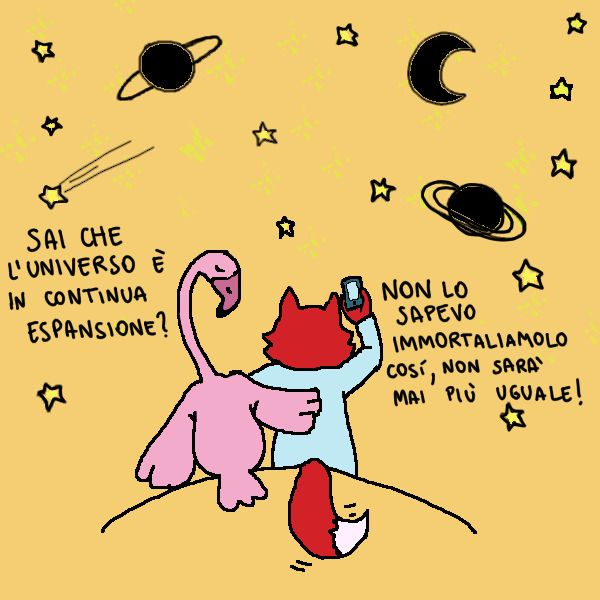 SAI CHE
L'UNIVERSO È
IN CONTINUA
ESPANSIONE?
NON LO
SAPEVO
IMMORTALIAMOLO
COSÍ, NON SARA'
MAI PIÙ UGUALE!